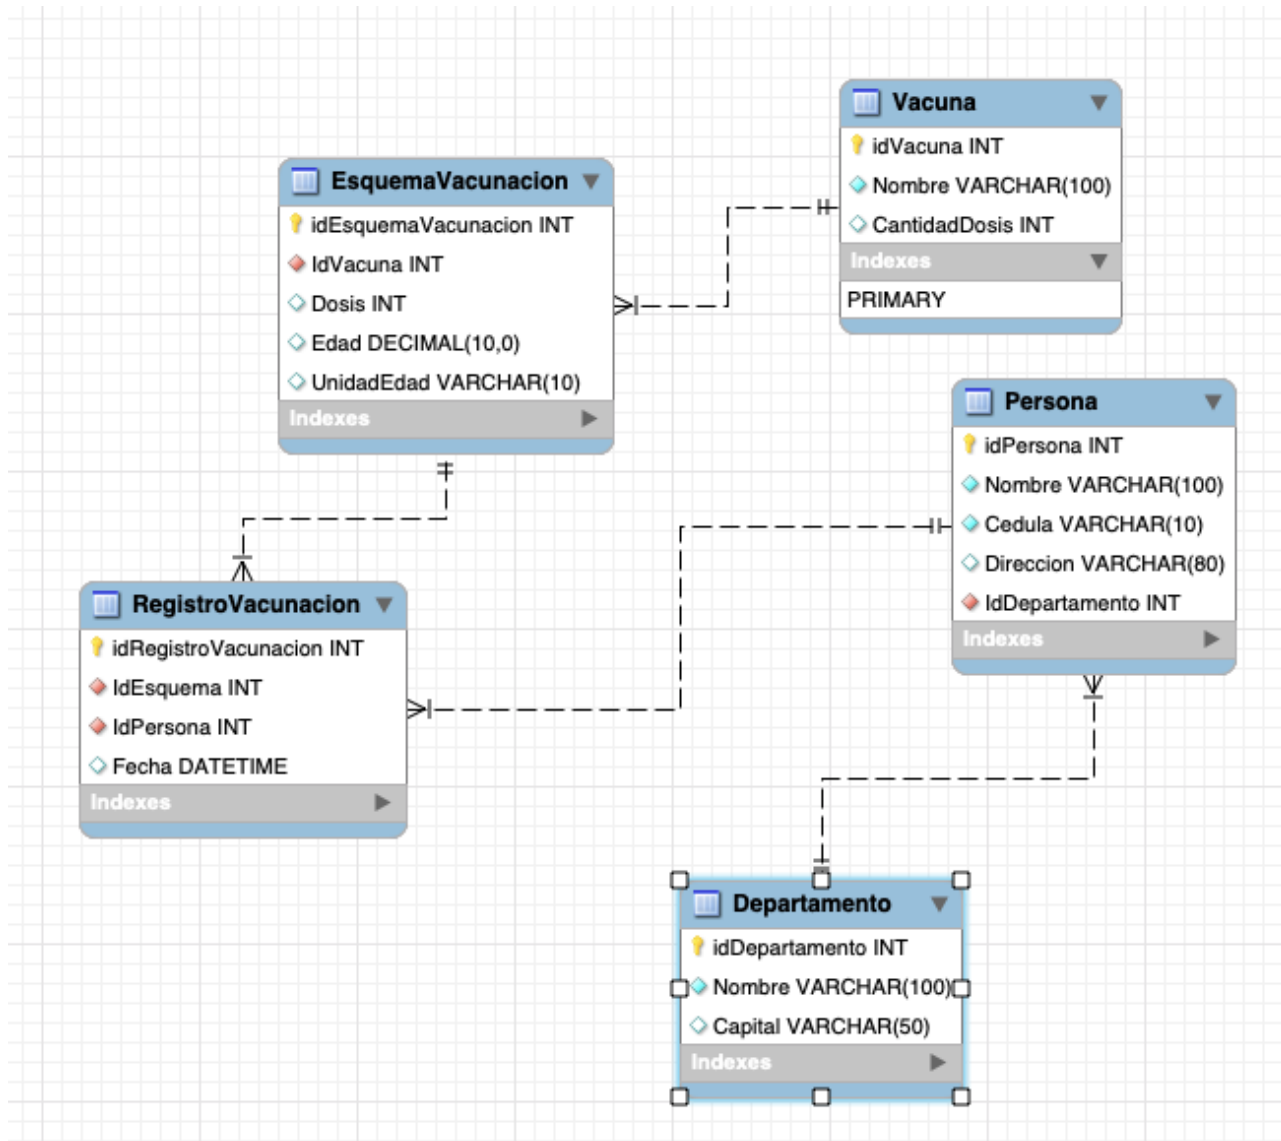 Vacuna
idVacuna INT
Nombre VARCHAR(100)
CantidadDosis INT
Indexes
PRIMARY
EsquemaVacunacion
idEsquemaVacunacion INT
IdVacuna INT
Dosis INT
Edad DECIMAL(10,0)
UnidadEdad VARCHAR(10)
Indexes
Persona
idPersona INT
Nombre VARCHAR(100)
Cedula VARCHAR(10)
Direccion VARCHAR(80)
IdDepartamento INT
Indexes
RegistroVacunacion
idRegistroVacunacion INT
IdEsquema INT
IdPersona INT
Fecha DATETIME
Indexes
Departamento
idDepartamento INT
Nombre VARCHAR(100)
Capital VARCHAR(50)
Indexes